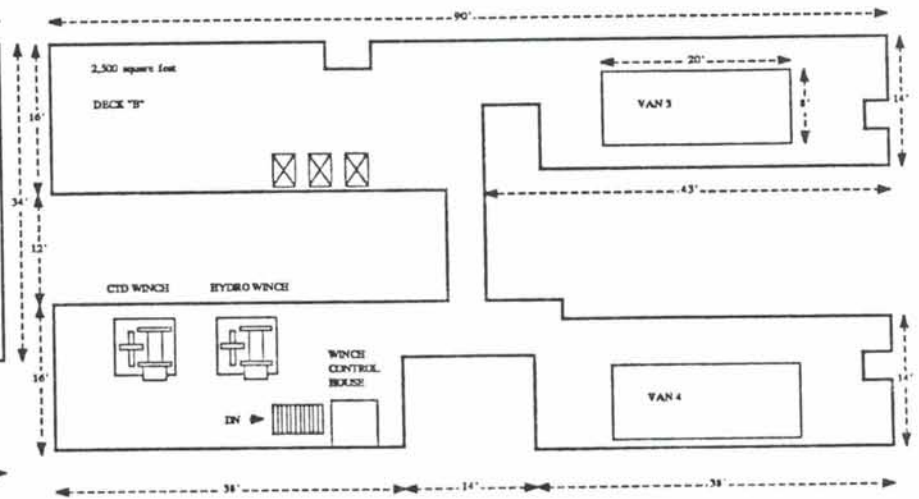 90'
2,500 square feet
DECK "B"
16'
34'
12'
20'
VAN 3
8'
14'
43'
CTD WINCH
HYDRO WINCH
WINCH
CONTROL
HOUSE
DN
16'
VAN 4
14'
38'
14'
38'